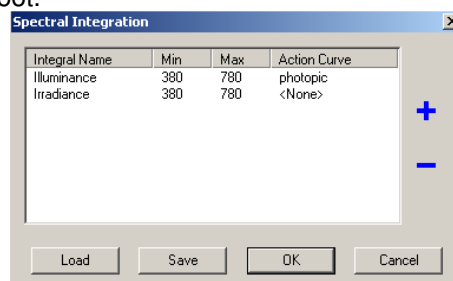 Spectral Integration
Integral Name Min Max Action Curve
Illuminance 380 780 photopic
Irradiance 380 780 <None>
+
−
Load Save OK Cancel